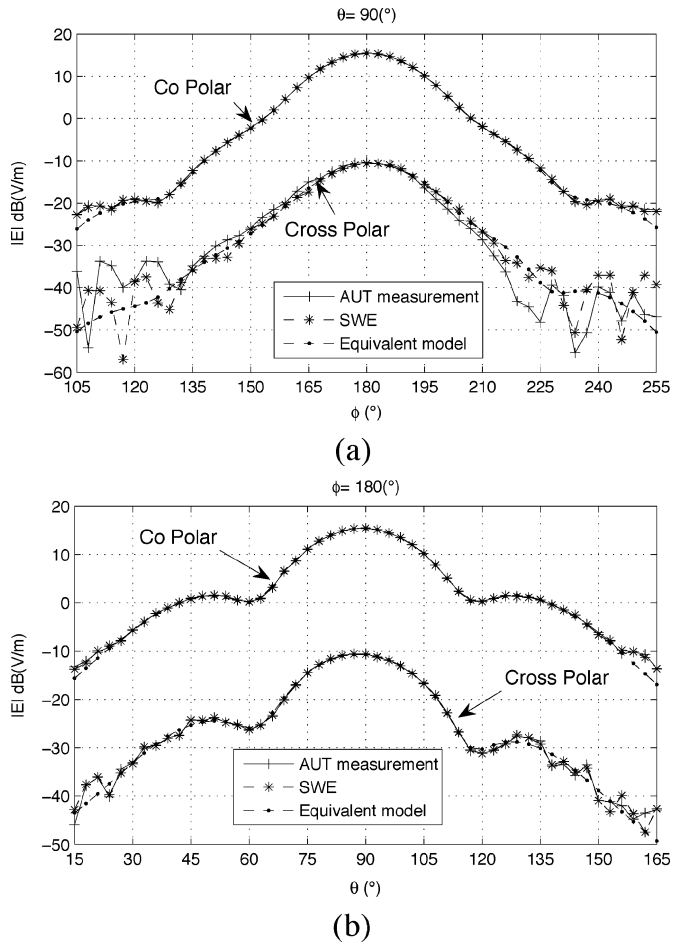 θ= 90(°)
20
10
0
−10
−20
−30
−40
−50
−60
|E| dB(V/m)
Co Polar
Cross Polar
AUT measurement
SWE
Equivalent model
105 120 135 150 165 180 195 210 225 240 255
ϕ (°)
(a)
ϕ= 180(°)
20
10
0
−10
−20
−30
−40
−50
|E| dB(V/m)
Co Polar
Cross Polar
AUT measurement
SWE
Equivalent model
15 30 45 60 75 90 105 120 135 150 165
θ (°)
(b)